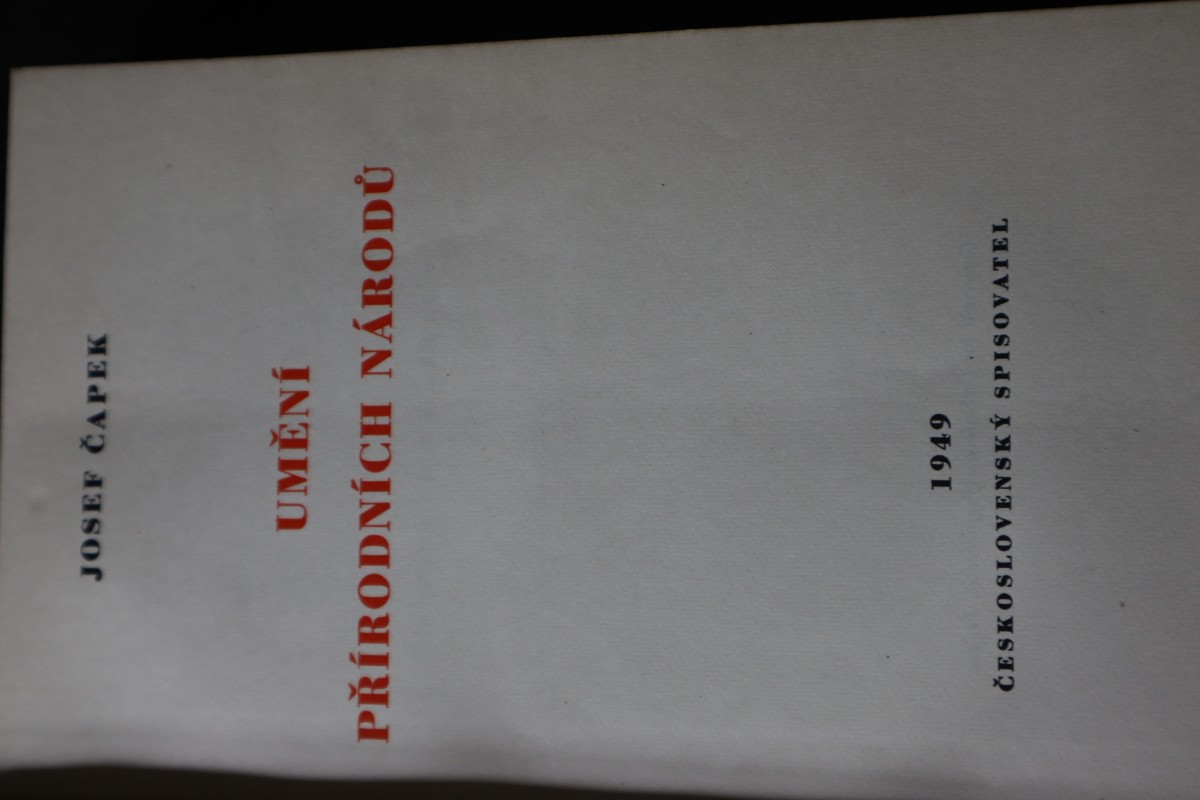 JOSEF ČAPEK
UMĚNÍ
PŘÍRODNÍCH NÁRODŮ
1949
ČESKOSLOVENSKÝ SPISOVATEL